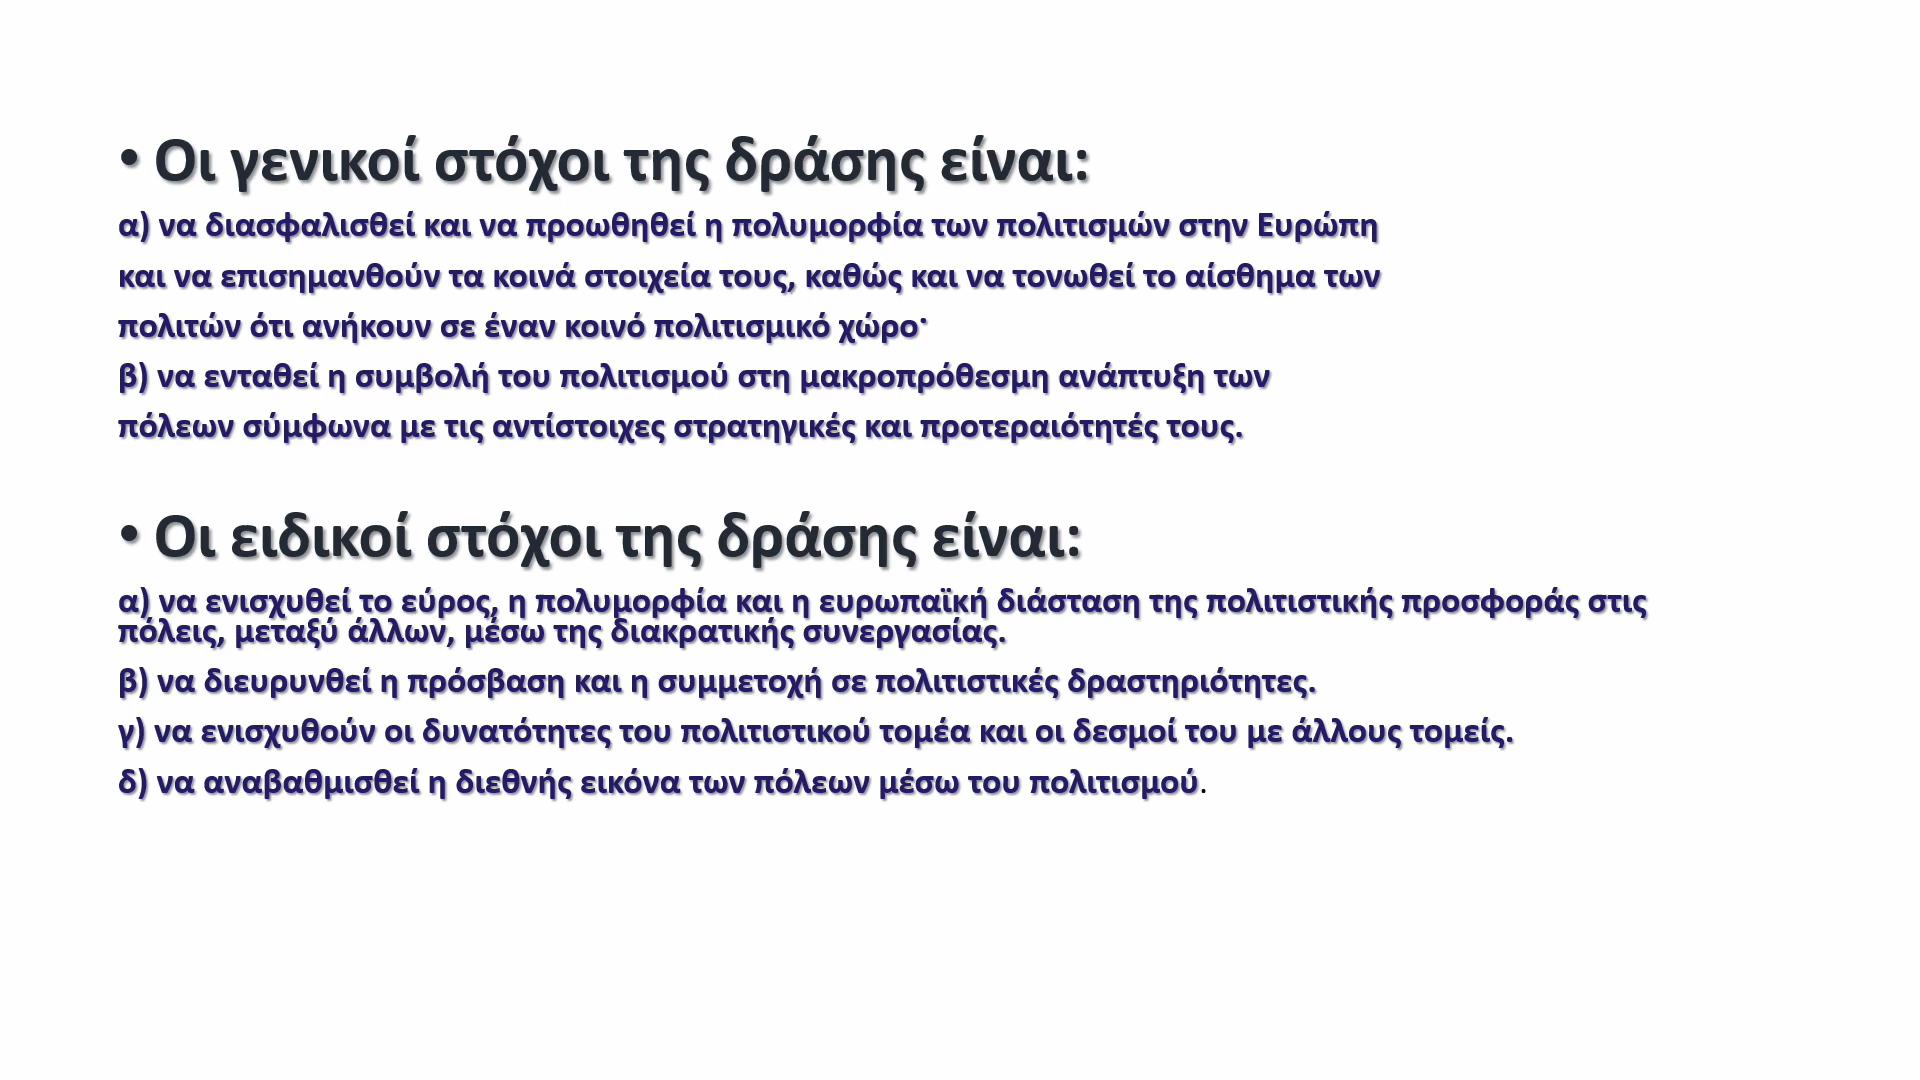 • Οι γενικοί στόχοι της δράσης είναι:
α) να διασφαλισθεί και να προωθηθεί η πολυμορφία των πολιτισμών στην Ευρώπη
και να επισημανθούν τα κοινά στοιχεία τους, καθώς και να τονωθεί το αίσθημα των
πολιτών ότι ανήκουν σε έναν κοινό πολιτισμικό χώρο·
β) να ενταθεί η συμβολή του πολιτισμού στη μακροπρόθεσμη ανάπτυξη των
πόλεων σύμφωνα με τις αντίστοιχες στρατηγικές και προτεραιότητές τους.
• Οι ειδικοί στόχοι της δράσης είναι:
α) να ενισχυθεί το εύρος, η πολυμορφία και η ευρωπαϊκή διάσταση της πολιτιστικής προσφοράς στις
πόλεις, μεταξύ άλλων, μέσω της διακρατικής συνεργασίας.
β) να διευρυνθεί η πρόσβαση και η συμμετοχή σε πολιτιστικές δραστηριότητες.
γ) να ενισχυθούν οι δυνατότητες του πολιτιστικού τομέα και οι δεσμοί του με άλλους τομείς.
δ) να αναβαθμισθεί η διεθνής εικόνα των πόλεων μέσω του πολιτισμού.